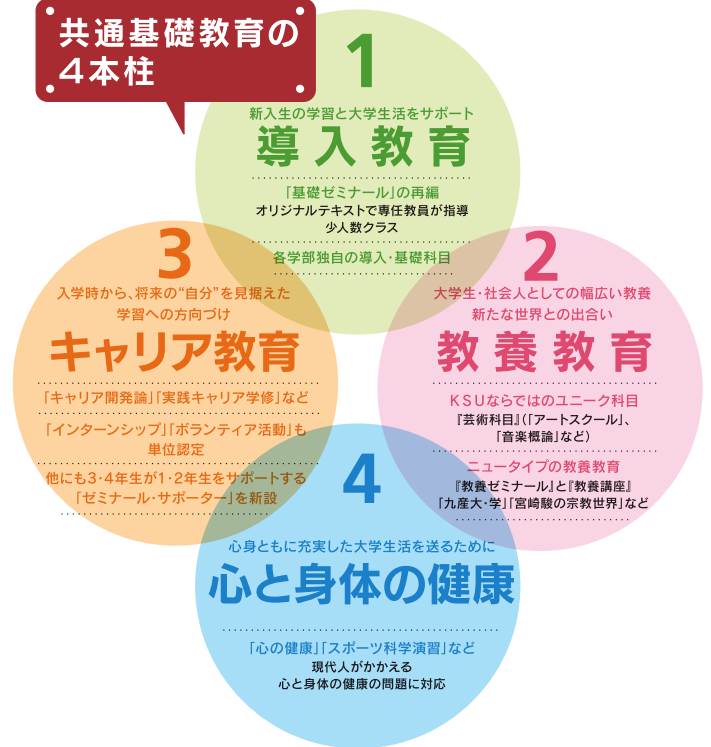 共通基礎教育の
4本柱
1
新入生の学習と大学生活をサポート
導入教育
「基礎ゼミナール」の再編
オリジナルテキストで専任教員が指導
少人数クラス
各学部独自の導入・基礎科目
2
大学生・社会人としての幅広い教養
新たな世界との出合い
教養教育
KSUならではのユニーク科目
『芸術科目』(「アートスクール」、
「音楽概論」など)
ニュータイプの教養教育
『教養ゼミナール』と『教養講座』
「九産大・学」「宮崎駿の宗教世界」など
3
入学時から、将来の“自分”を見据えた
学習への方向づけ
キャリア教育
「キャリア開発論」「実践キャリア学修」など
「インターンシップ」「ボランティア活動」も
単位認定
他にも3・4年生が1・2年生をサポートする
「ゼミナール・サポーター」を新設
4
心身ともに充実した大学生活を送るために
心と身体の健康
「心の健康」「スポーツ科学演習」など
現代人がかかえる
心と身体の健康の問題に対応